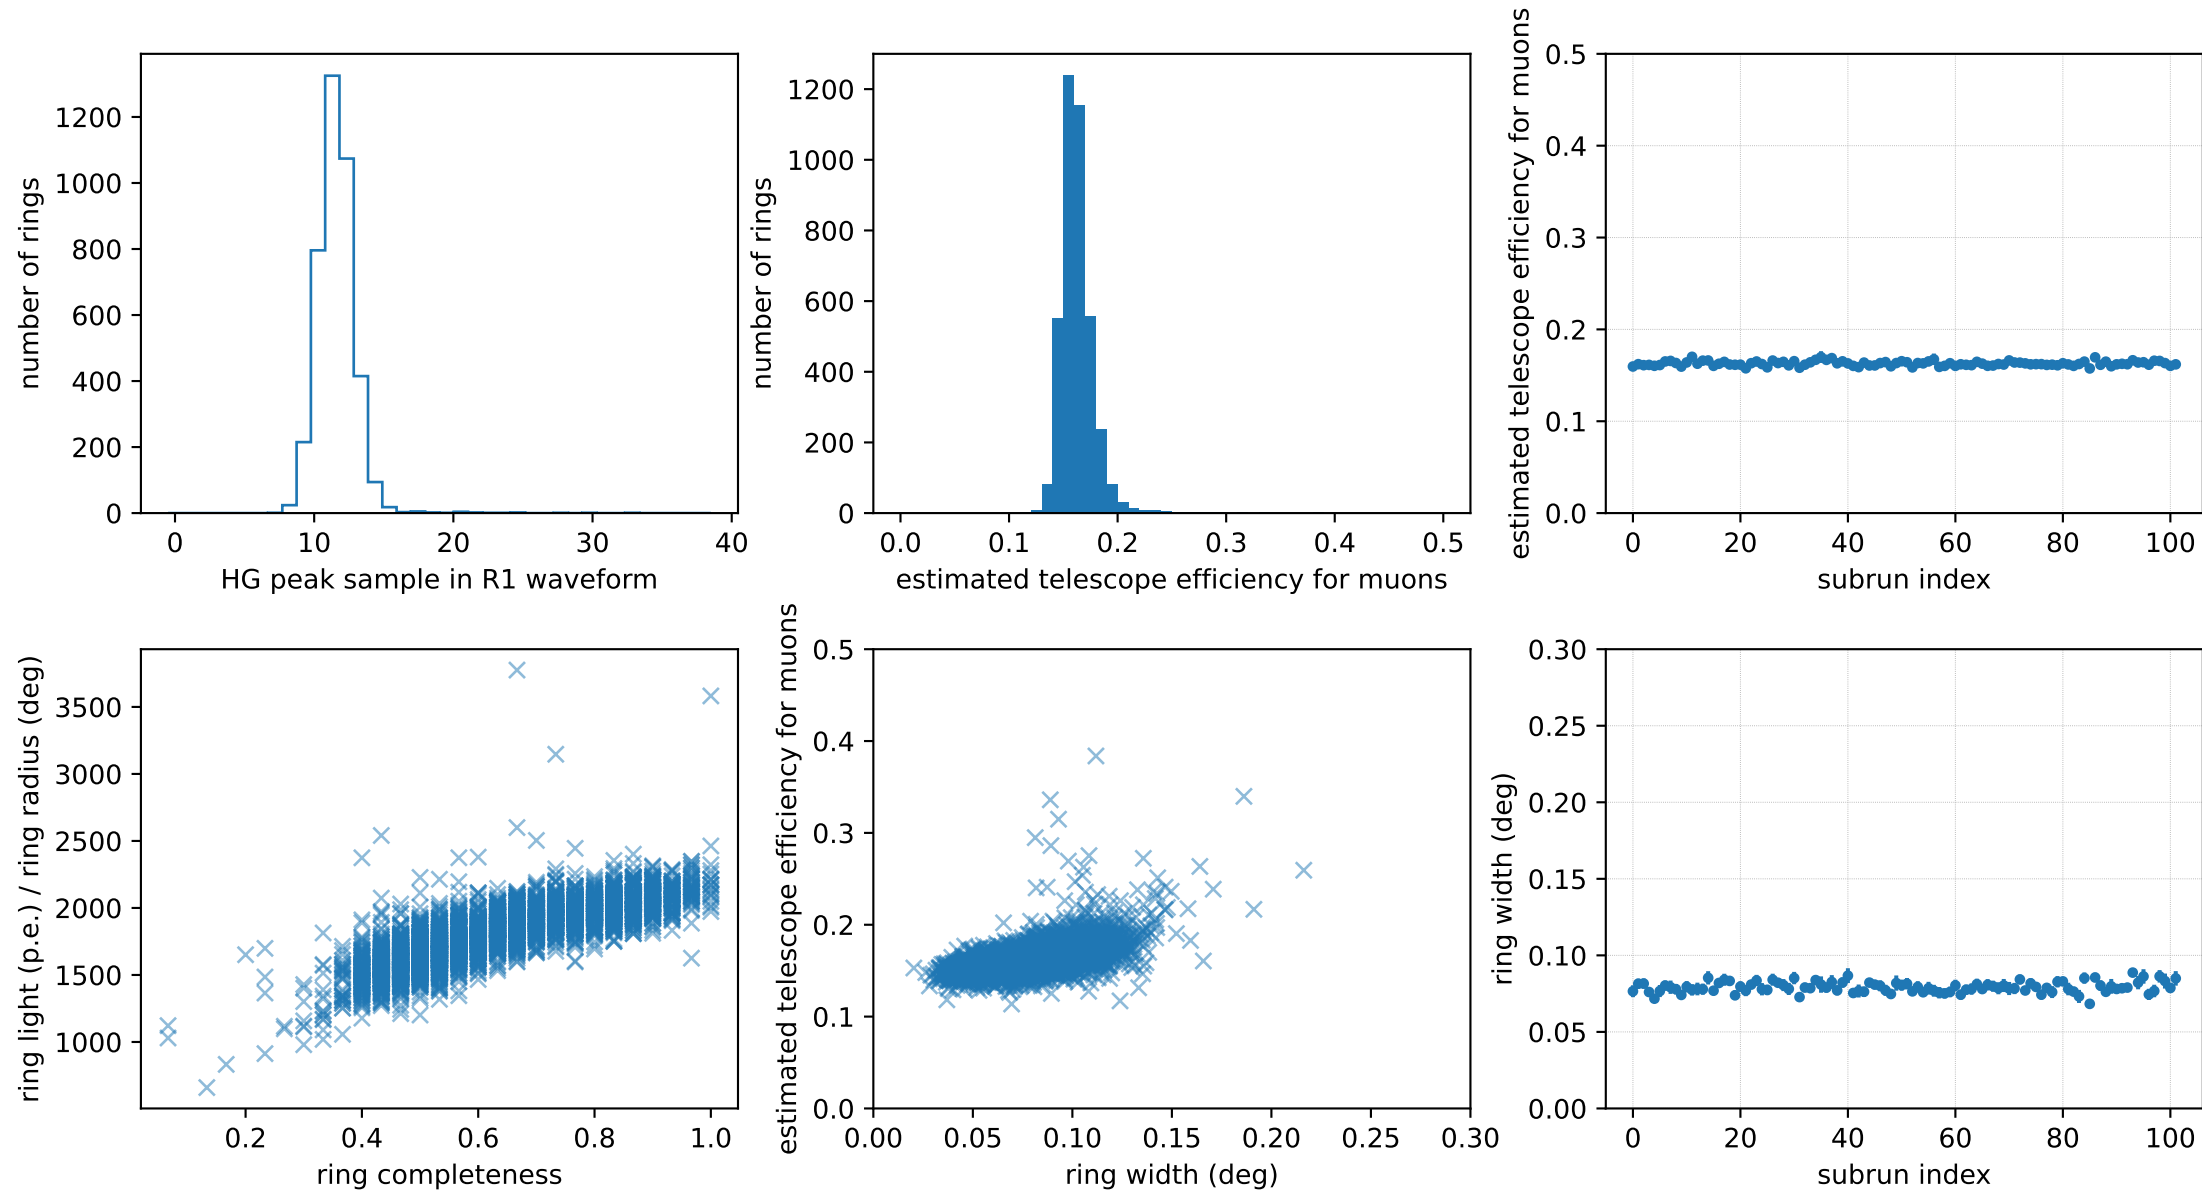 number of rings
1200
1000
800
600
400
200
0
0 10 20 30 40
HG peak sample in R1 waveform
number of rings
1200
1000
800
600
400
200
0
0.0 0.1 0.2 0.3 0.4 0.5
estimated telescope efficiency for muons
estimated telescope efficiency for muons
0.5
0.4
0.3
0.2
0.1
0.0
0 20 40 60 80 100
subrun index
ring light (p.e.) / ring radius (deg)
3500
3000
2500
2000
1500
1000
0.2 0.4 0.6 0.8 1.0
ring completeness
estimated telescope efficiency for muons
0.5
0.4
0.3
0.2
0.1
0.0
0.00 0.05 0.10 0.15 0.20 0.25 0.30
ring width (deg)
ring width (deg)
0.30
0.25
0.20
0.15
0.10
0.05
0.00
0 20 40 60 80 100
subrun index